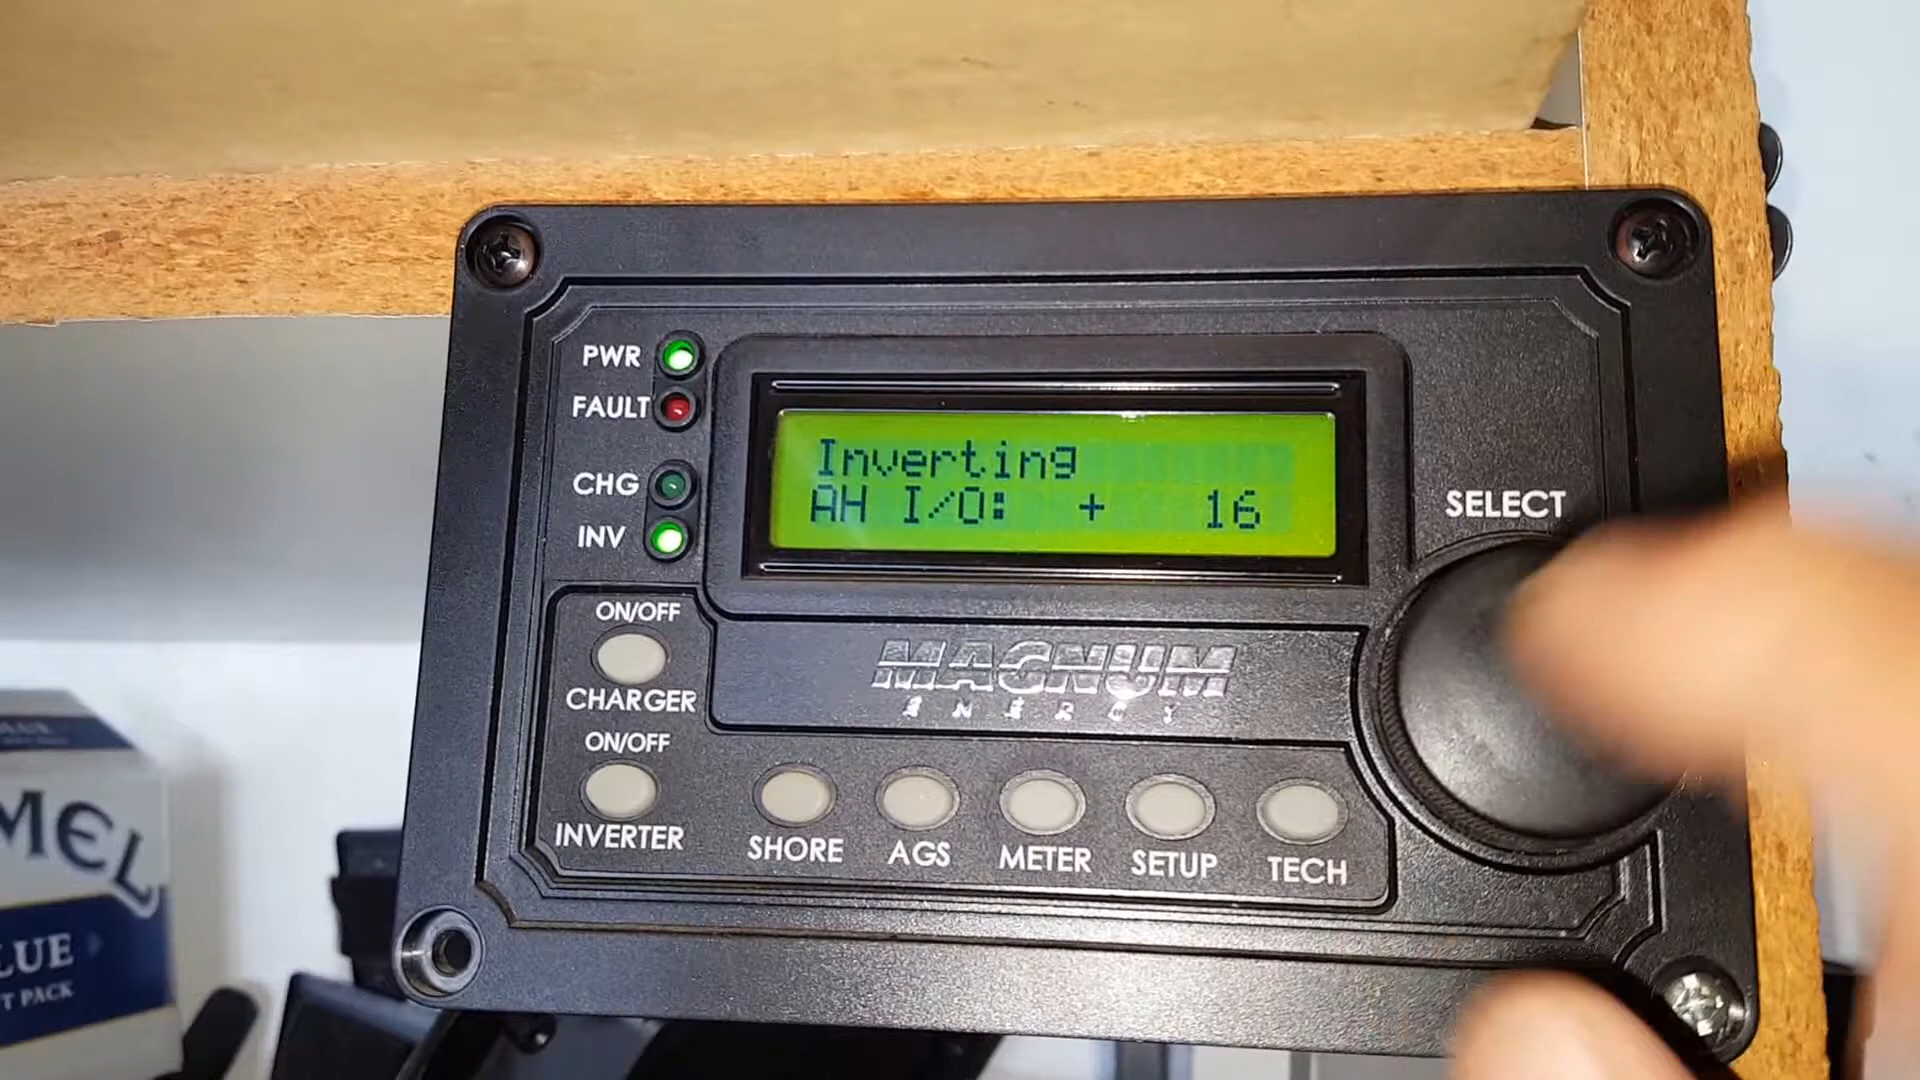 PWR
FAULT
CHG
INV
Inverting
AH I/O: + 16
SELECT
ON/OFF
CHARGER
MAGNUM
ENERGY
ON/OFF
INVERTER
SHORE
AGS
METER
SETUP
TECH
MEL
LUE
T PACK